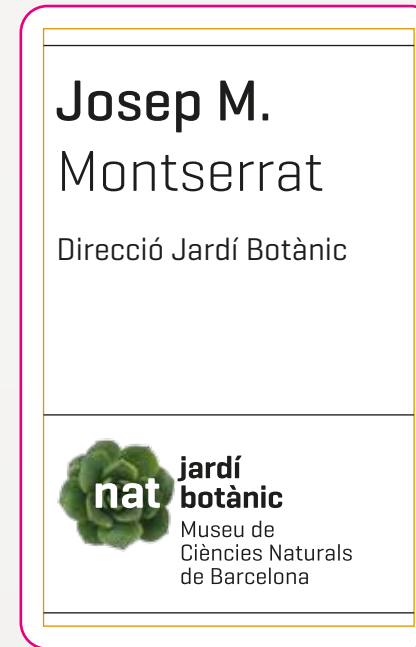 Josep M.
Montserrat
Direcció Jardí Botànic
nat
jardí
botànic
Museu de
Ciències Naturals
de Barcelona